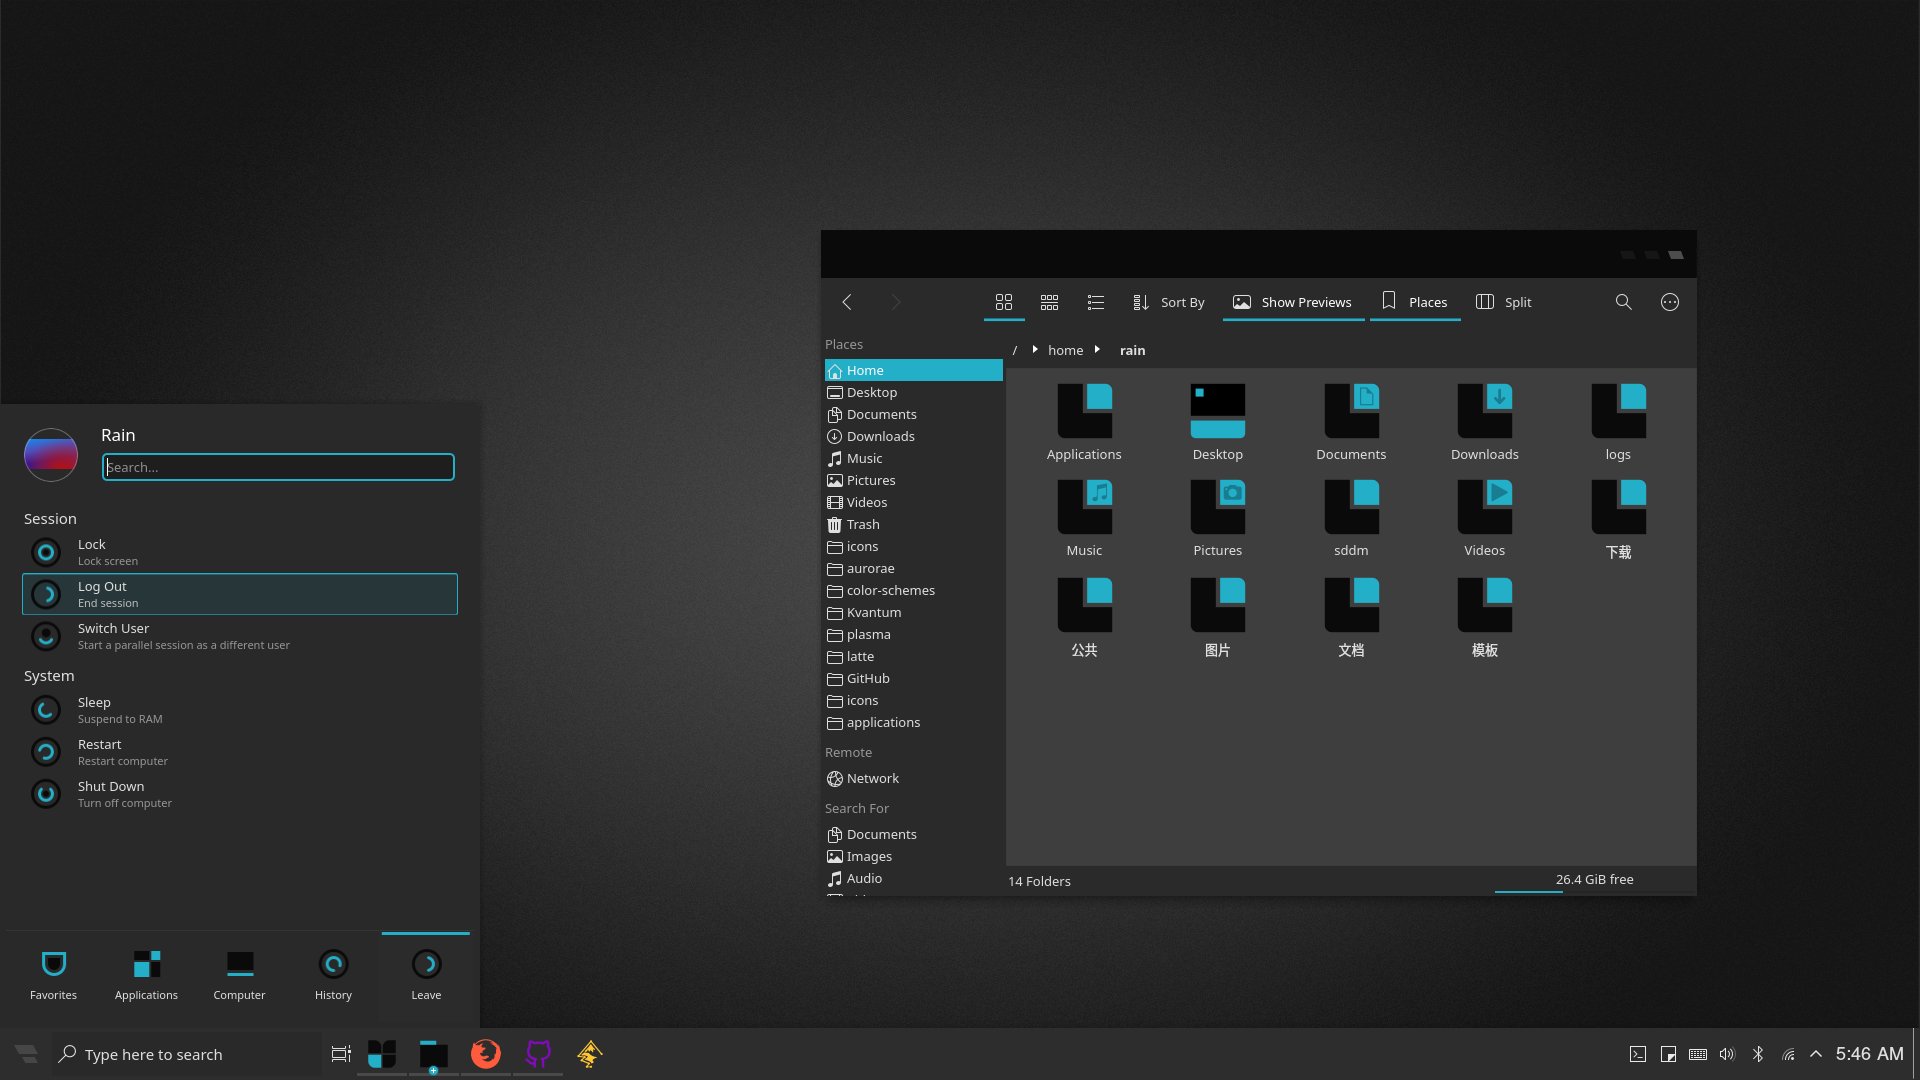 Sort By
Show Previews
Places
Split
Places
/ home rain
Home
Desktop
Documents
Downloads
Music
Pictures
Videos
Trash
icons
aurorae
color-schemes
Kvantum
plasma
latte
GitHub
icons
applications
Remote
Network
Search For
Documents
Images
Audio
Applications
Desktop
Documents
Downloads
logs
Music
Pictures
sddm
Videos
下载
公共
图片
文档
模板
14 Folders
26.4 GiB free
Rain
Search...
Session
Lock
Lock screen
Log Out
End session
Switch User
Start a parallel session as a different user
System
Sleep
Suspend to RAM
Restart
Restart computer
Shut Down
Turn off computer
Favorites
Applications
Computer
History
Leave
Type here to search
5:46 AM